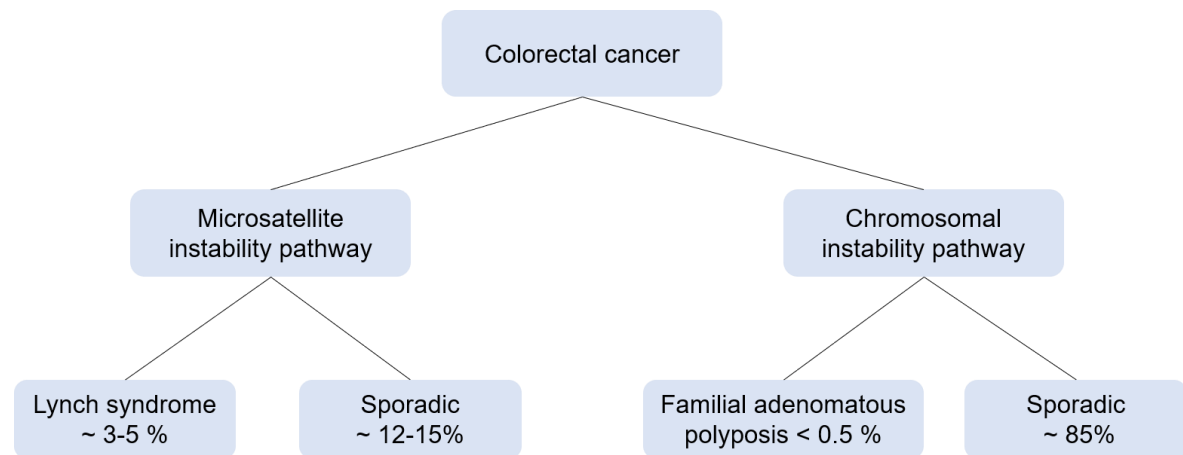 Colorectal cancer
Microsatellite
instability pathway
Chromosomal
instability pathway
Lynch syndrome
~ 3-5 %
Sporadic
~ 12-15%
Familial adenomatous
polyposis < 0.5 %
Sporadic
~ 85%